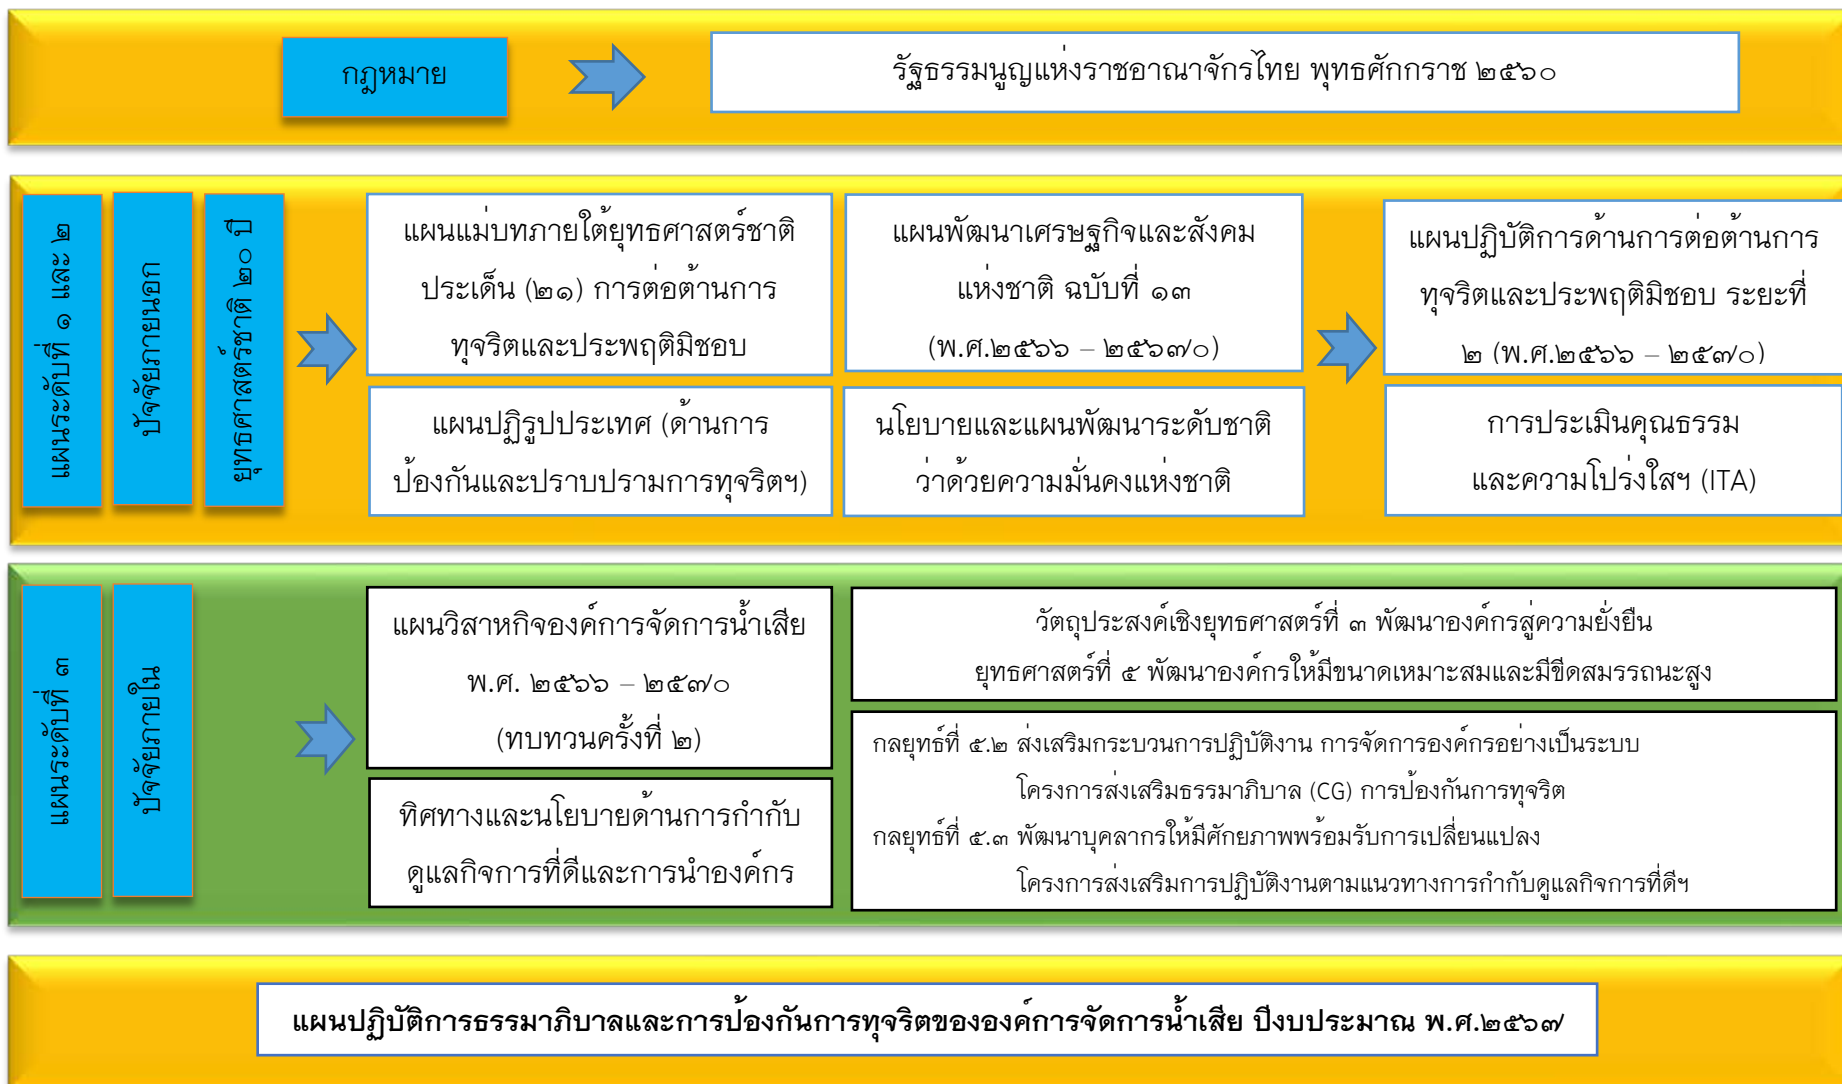 กฎหมาย
รัฐธรรมนูญแห่งราชอาณาจักรไทย พุทธศักกราช ๒๕๖๐
แผนระดับที่ ๑ และ ๒
ปัจจัยภายนอก
ยุทธศาสตร์ชาติ ๒๐ ปี
แผนแม่บทภายใต้ยุทธศาสตร์ชาติ
ประเด็น (๒๑) การต่อต้านการ
ทุจริตและประพฤติมิชอบ
แผนพัฒนาเศรษฐกิจและสังคม
แห่งชาติ ฉบับที่ ๑๓
(พ.ศ.๒๕๖๖ – ๒๕๖๓๗๐)
แผนปฏิบัติการด้านการต่อต้านการ
ทุจริตและประพฤติมิชอบ ระยะที่
๒ (พ.ศ.๒๕๖๖ – ๒๕๗๐)
แผนปฏิรูปประเทศ (ด้านการ
ป้องกันและปราบปรามการทุจริตฯ)
นโยบายและแผนพัฒนาระดับชาติ
ว่าด้วยความมั่นคงแห่งชาติ
การประเมินคุณธรรม
และความโปร่งใสฯ (ITA)
แผนระดับที่ ๓
ปัจจัยภายใน
แผนวิสาหกิจองค์การจัดการน้ำเสีย
พ.ศ. ๒๕๖๖ – ๒๕๗๐
(ทบทวนครั้งที่ ๒)
ทิศทางและนโยบายด้านการกำกับ
ดูแลกิจการที่ดีและการนำองค์กร
วัตถุประสงค์เชิงยุทธศาสตร์ที่ ๓ พัฒนาองค์กรสู่ความยั่งยืน
ยุทธศาสตร์ที่ ๕ พัฒนาองค์กรให้มีขนาดเหมาะสมและมีขีดสมรรถนะสูง
กลยุทธ์ที่ ๕.๒ ส่งเสริมกระบวนการปฏิบัติงาน การจัดการองค์กรอย่างเป็นระบบ
โครงการส่งเสริมธรรมาภิบาล (CG) การป้องกันการทุจริต
กลยุทธ์ที่ ๕.๓ พัฒนาบุคลากรให้มีศักยภาพพร้อมรับการเปลี่ยนแปลง
โครงการส่งเสริมการปฏิบัติงานตามแนวทางการกำกับดูแลกิจการที่ดีฯ
แผนปฏิบัติการธรรมาภิบาลและการป้องกันการทุจริตขององค์การจัดการน้ำเสีย ปีงบประมาณ พ.ศ.๒๕๖๗